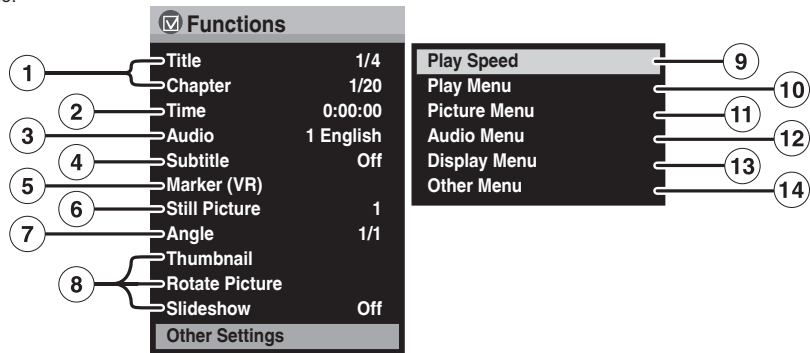 Functions
Title 1/4
Chapter 1/20
Time 0:00:00
Audio 1 English
Subtitle Off
Marker (VR)
Still Picture 1
Angle 1/1
Thumbnail
Rotate Picture
Slideshow Off
Other Settings
1
2
3
4
5
6
7
8
Play Speed 9
Play Menu 10
Picture Menu 11
Audio Menu 12
Display Menu 13
Other Menu 14